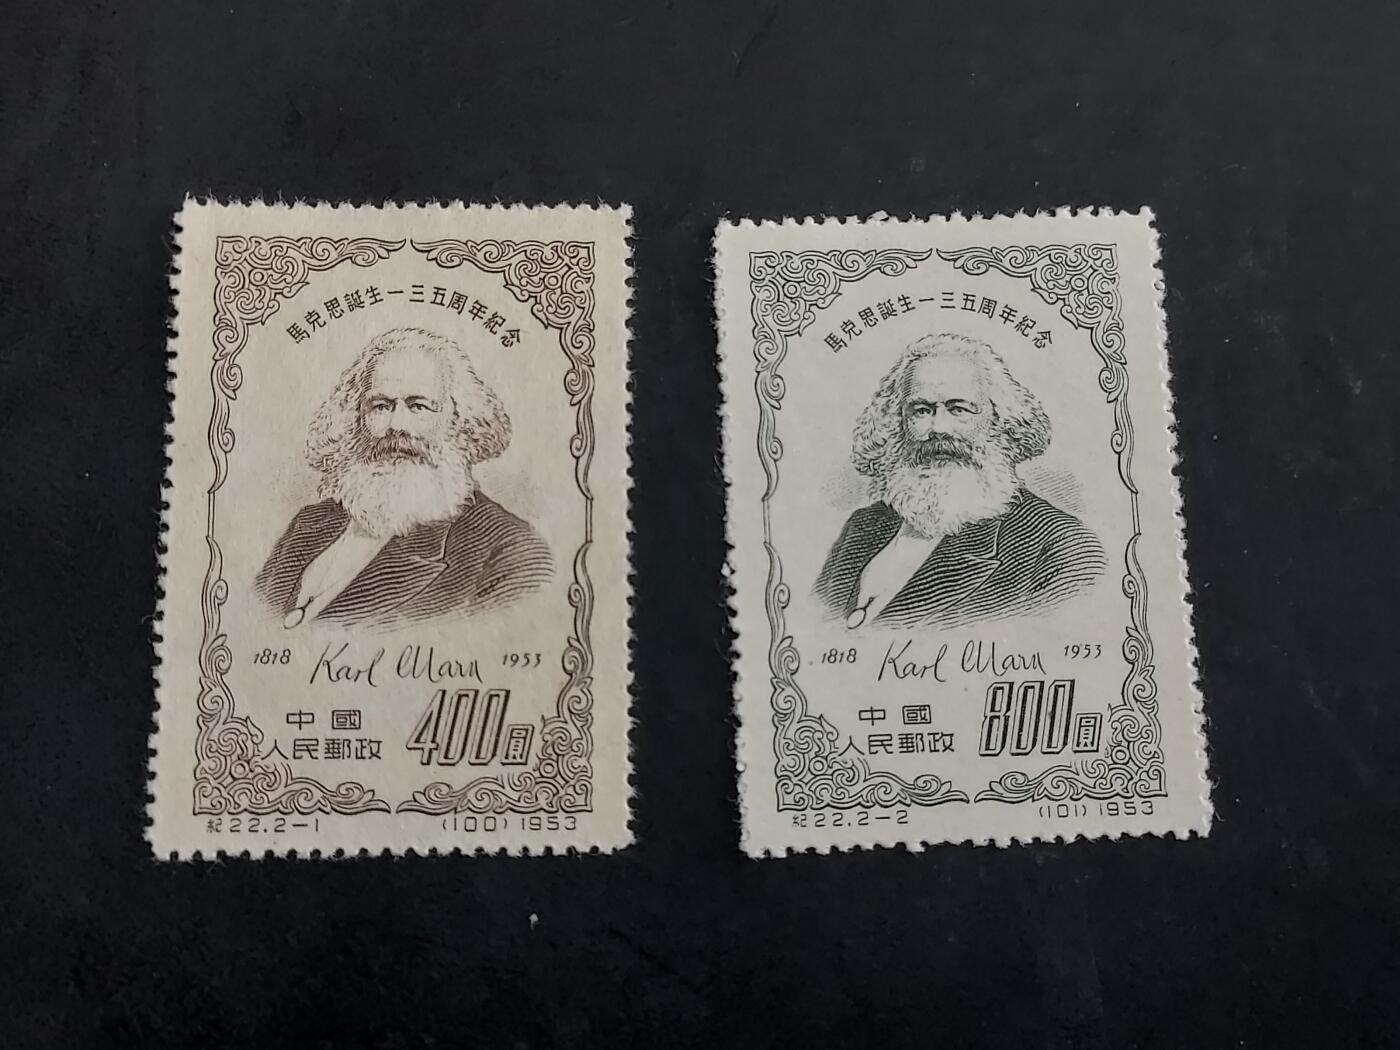 馬克思誕生一三五周年紀念
1818 Karl Marx 1953
中國
人民郵政 400圓
紀22.2-1 (100) 1953
馬克思誕生一三五周年紀念
1818 Karl Marx 1953
中國
人民郵政 800圓
紀22.2-2 (101) 1953